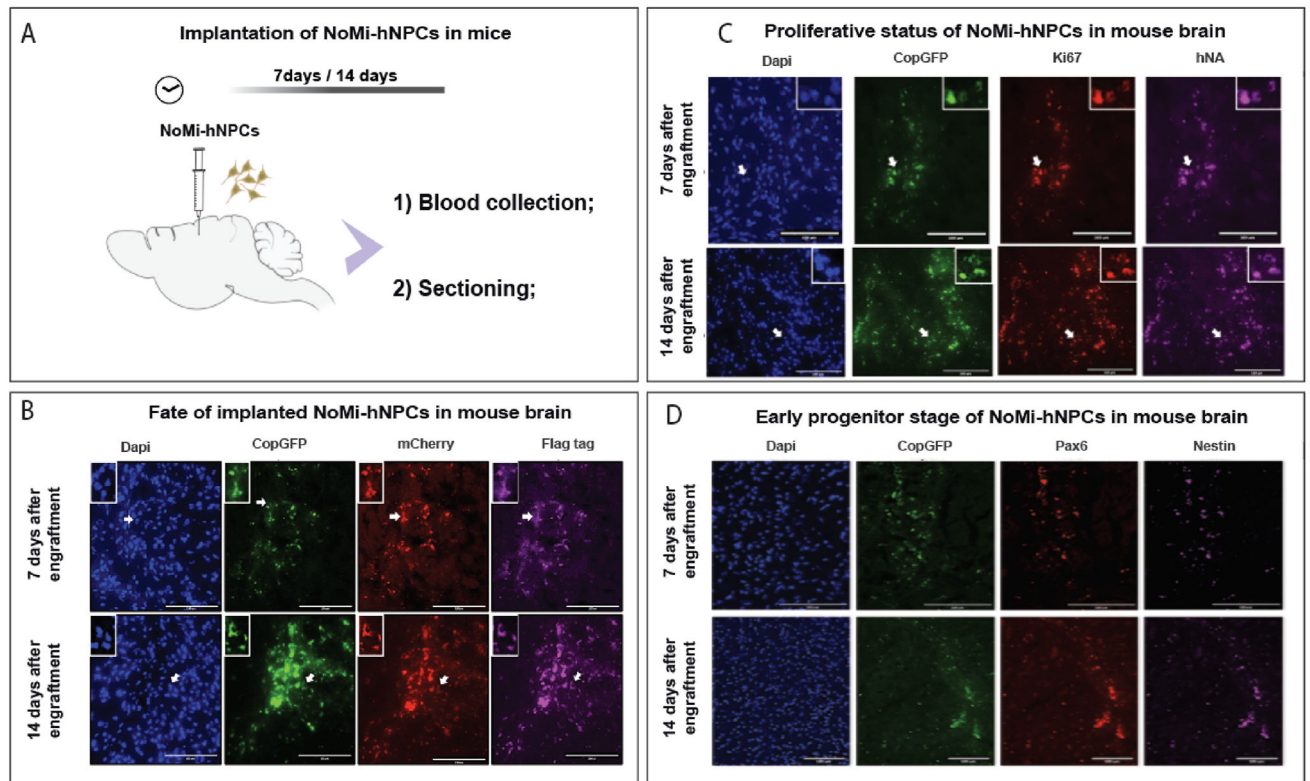 A
Implantation of NoMi-hNPCs in mice
7days / 14 days
NoMi-hNPCs
1) Blood collection;
2) Sectioning;
B
Fate of implanted NoMi-hNPCs in mouse brain
Dapi
CopGFP
mCherry
Flag tag
7 days after
engraftment
14 days after
engraftment
C
Proliferative status of NoMi-hNPCs in mouse brain
Dapi
CopGFP
Ki67
hNA
7 days after
engraftment
14 days after
engraftment
D
Early progenitor stage of NoMi-hNPCs in mouse brain
Dapi
CopGFP
Pax6
Nestin
7 days after
engraftment
14 days after
engraftment